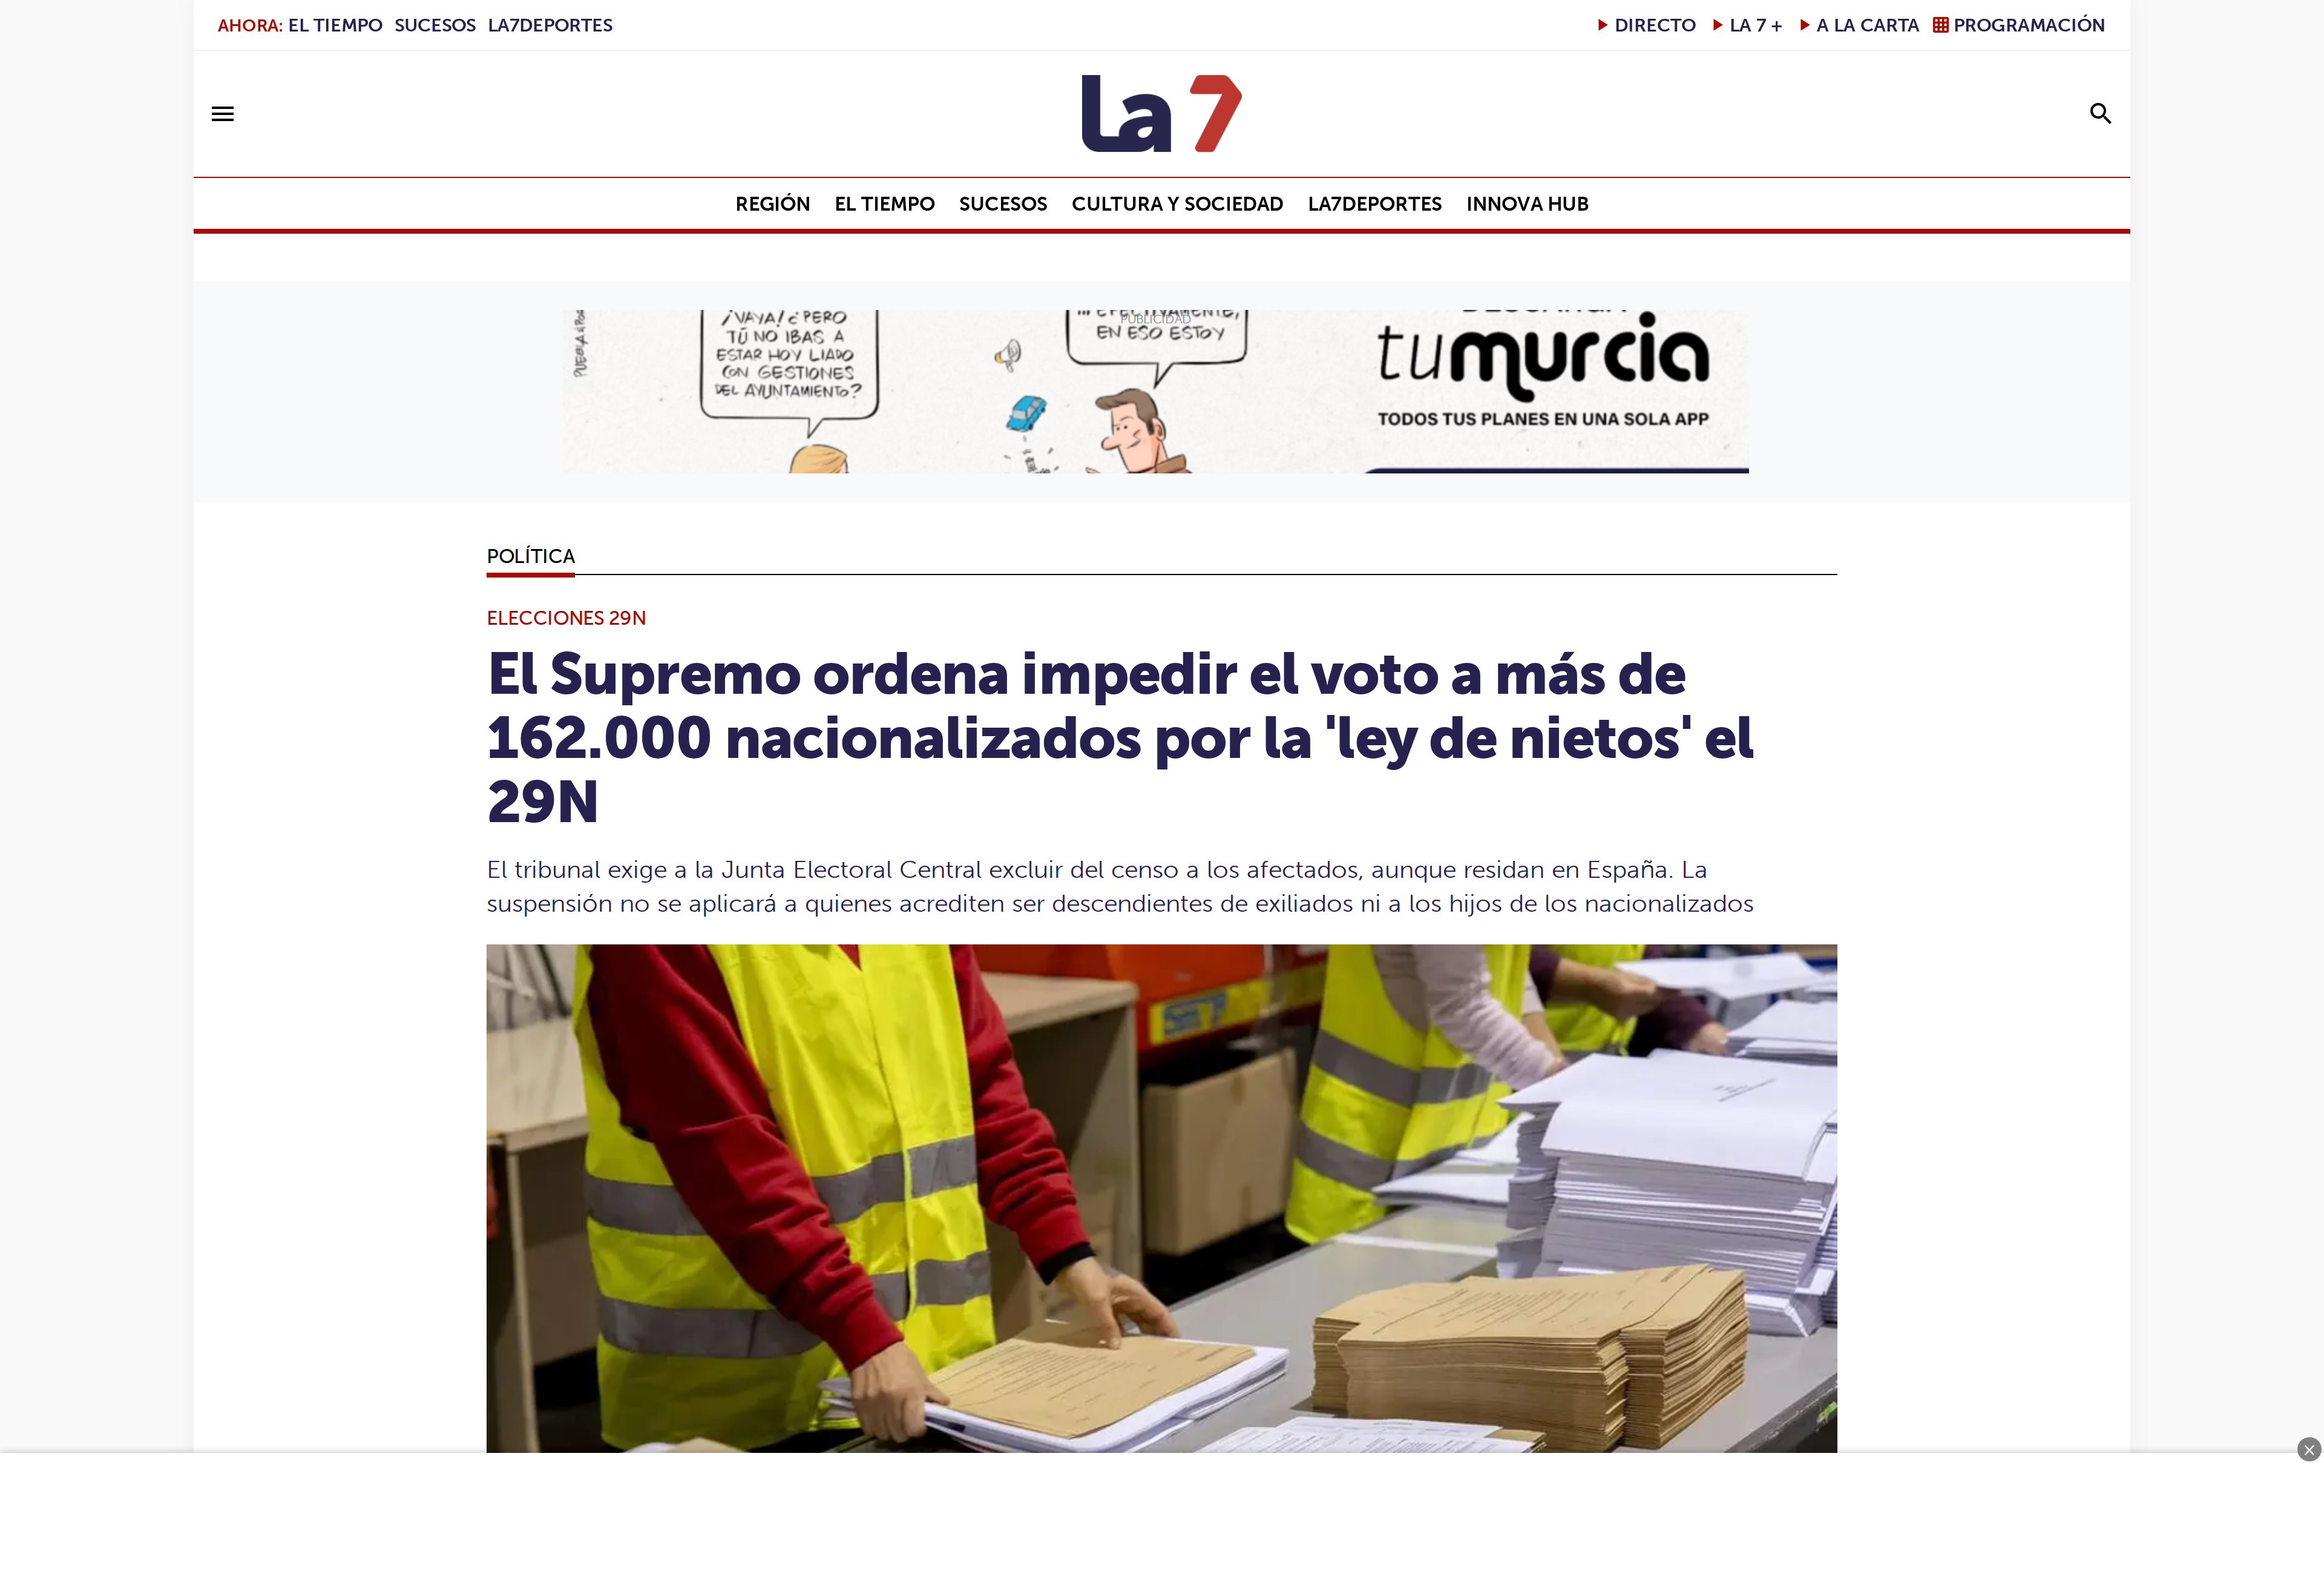 AHORA: EL TIEMPO SUCESOS LA7DEPORTES
DIRECTO LA 7 + A LA CARTA PROGRAMACIÓN
La 7
REGIÓN EL TIEMPO SUCESOS CULTURA Y SOCIEDAD LA7DEPORTES INNOVA HUB
¡VAYA! ¿PERO
TÚ NO IBAS A
ESTAR HOY LIADO
CON GESTIONES
DEL AYUNTAMIENTO?
PUBLICIDAD
EN ESO ESTOY
tumurcia
TODOS TUS PLANES EN UNA SOLA APP
POLÍTICA
ELECCIONES 29N
El Supremo ordena impedir el voto a más de
162.000 nacionalizados por la 'ley de nietos' el
29N
El tribunal exige a la Junta Electoral Central excluir del censo a los afectados, aunque residan en España. La
suspensión no se aplicará a quienes acrediten ser descendientes de exiliados ni a los hijos de los nacionalizados